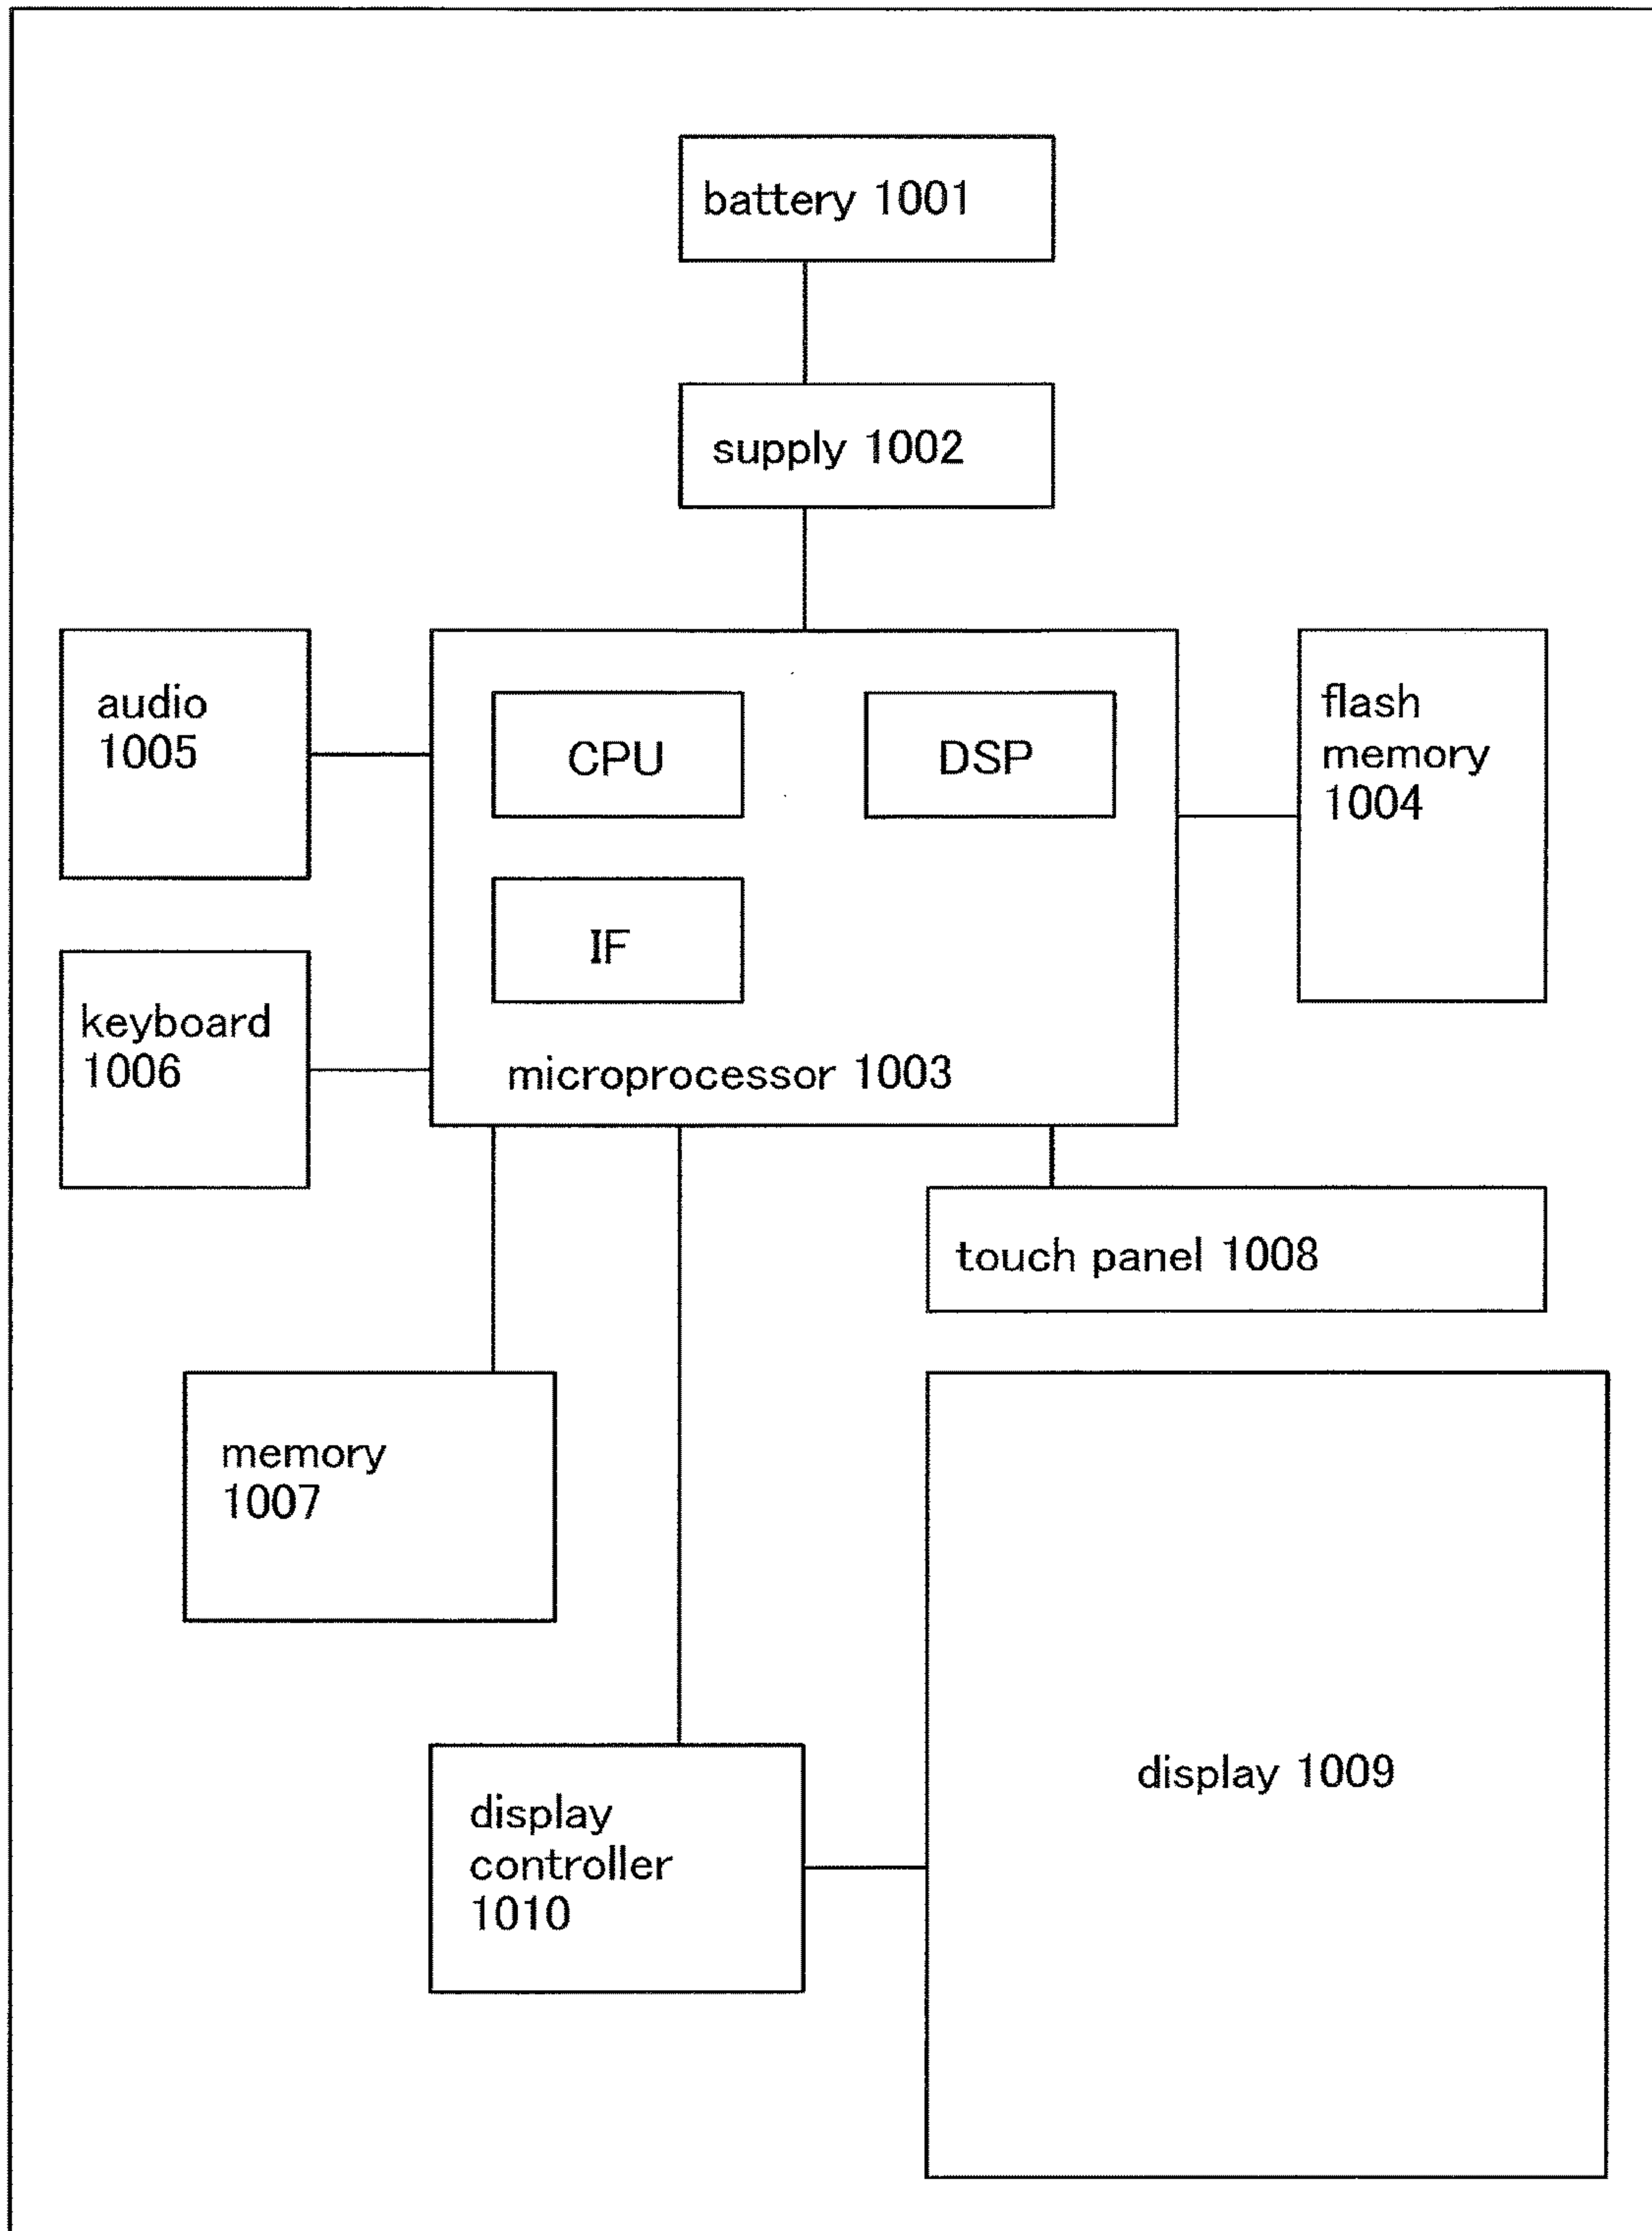 battery 1001
supply 1002
audio
1005
CPU
DSP
flash
memory
1004
IF
keyboard
1006
microprocessor 1003
touch panel 1008
memory
1007
display 1009
display
controller
1010